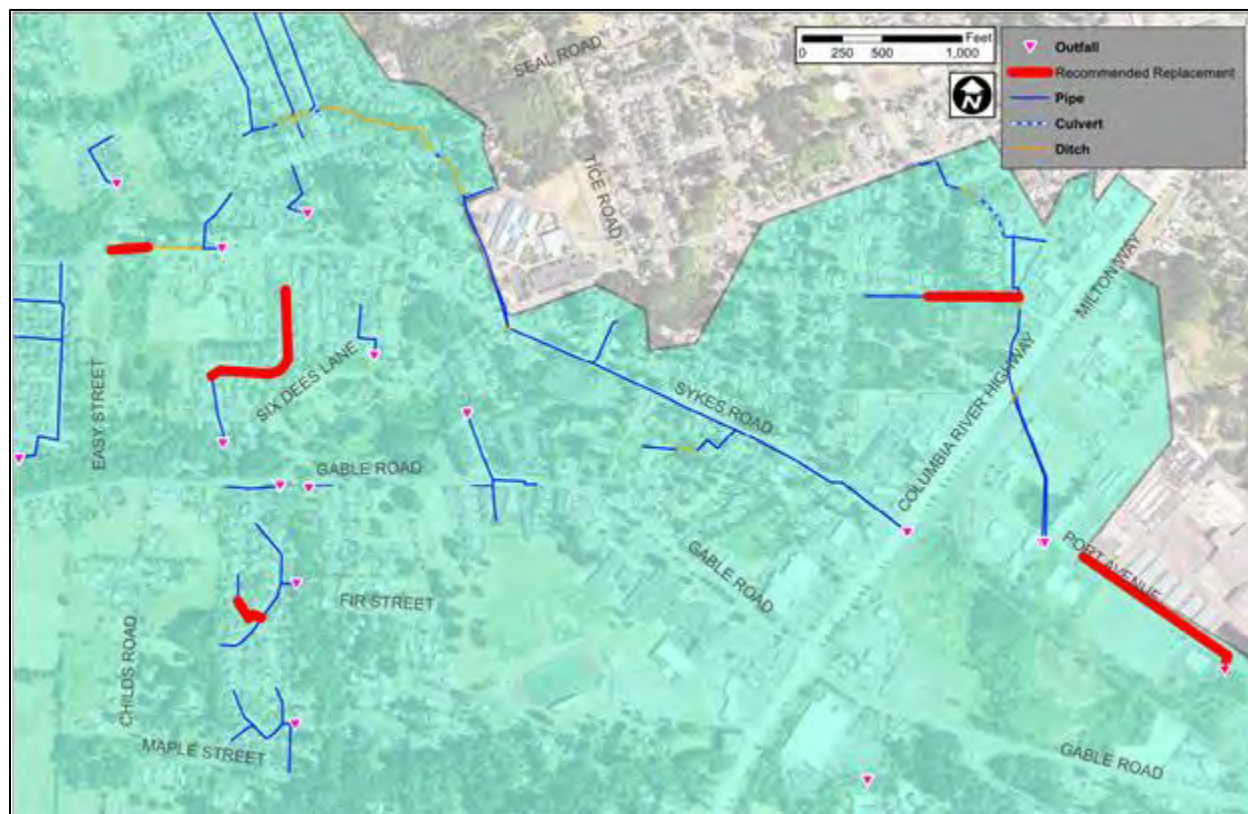 SEAL ROAD
Feet
0 250 500 1,000
N
Outfall
Recommended Replacement
Pipe
Culvert
Ditch
TICE ROAD
MILTON WAY
COLUMBIA RIVER HIGHWAY
SIX DEES LANE
EASY STREET
SYKES ROAD
GABLE ROAD
GABLE ROAD
PORT AVENUE
FIR STREET
CHILDS ROAD
MAPLE STREET
GABLE ROAD